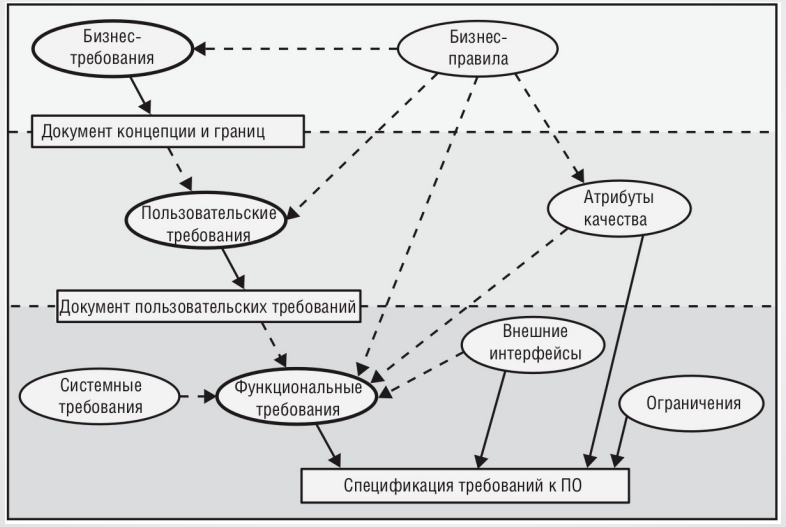 Бизнес-
требования
Бизнес-
правила
Документ концепции и границ
Пользовательские
требования
Атрибуты
качества
Документ пользовательских требований
Внешние
интерфейсы
Системные
требования
Функциональные
требования
Ограничения
Спецификация требований к ПО